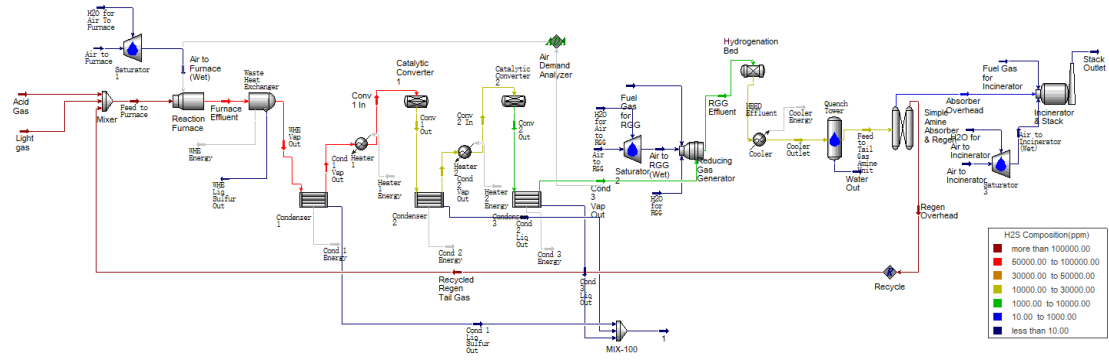 H2O for
Air To
Furnace
Air to
Furnace
Saturator
1
Air to
Furnace
(Wet)
Acid
Gas
Light
gas
Mixer
Feed to
Furnace
Reaction
Furnace
Furnace
Effluent
Waste Heat
Exchanger
WHE
Energy
WHE
Liq
Sulfur
Out
WHE Vap
Out
Condenser
1
Cond 1
Vap
Out
Cond 1
Energy
Heater 1
Heater 1
Energy
Conv
1 In
Catalytic
Converter
1
Conv
1
Out
Condenser
2
Cond 2
Vap
Out
Cond 2
Energy
Heater
2
Heater 2
Energy
Conv
2 In
Catalytic
Converter
2
Conv 2
Out
Condenser
3
Cond
2
Liq
Out
Cond 3
Energy
Cond
3
Vap
Out
Cond
3
Liq
Out
ADA
Air
Demand
Analyzer
H2O for
Air to
RGG
Air to
RGG
Fuel
Gas for
RGG
Saturator
2
Air to
RGG
(Wet)
H2O
for
RGG
Reducing
Gas
Generator
RGG
Effluent
Hydrogenation
Bed
HBED
Effluent
Cooler
Energy
Cooler
Cooler
Outlet
Quench
Tower
Water
Out
Feed to
Tail Gas
Amine
Unit
Absorber
Overhead
Simple
Amine
Absorber
& Regen
Regen
Overhead
Fuel Gas
for
Incinerator
H2O for
Air to
Incinerator
Air to
Incinerator
Saturator
3
Air to
Incinerator
(Wet)
Incinerator
& Stack
Stack
Outlet
R
Recycle
Recycled
Regen
Tail Gas
Cond 1
Liq
Sulfur
Out
MIX-100
1
H2S Composition(ppm)
more than 100000.00
50000.00 to 100000.00
30000.00 to 50000.00
10000.00 to 30000.00
1000.00 to 10000.00
10.00 to 1000.00
less than 10.00